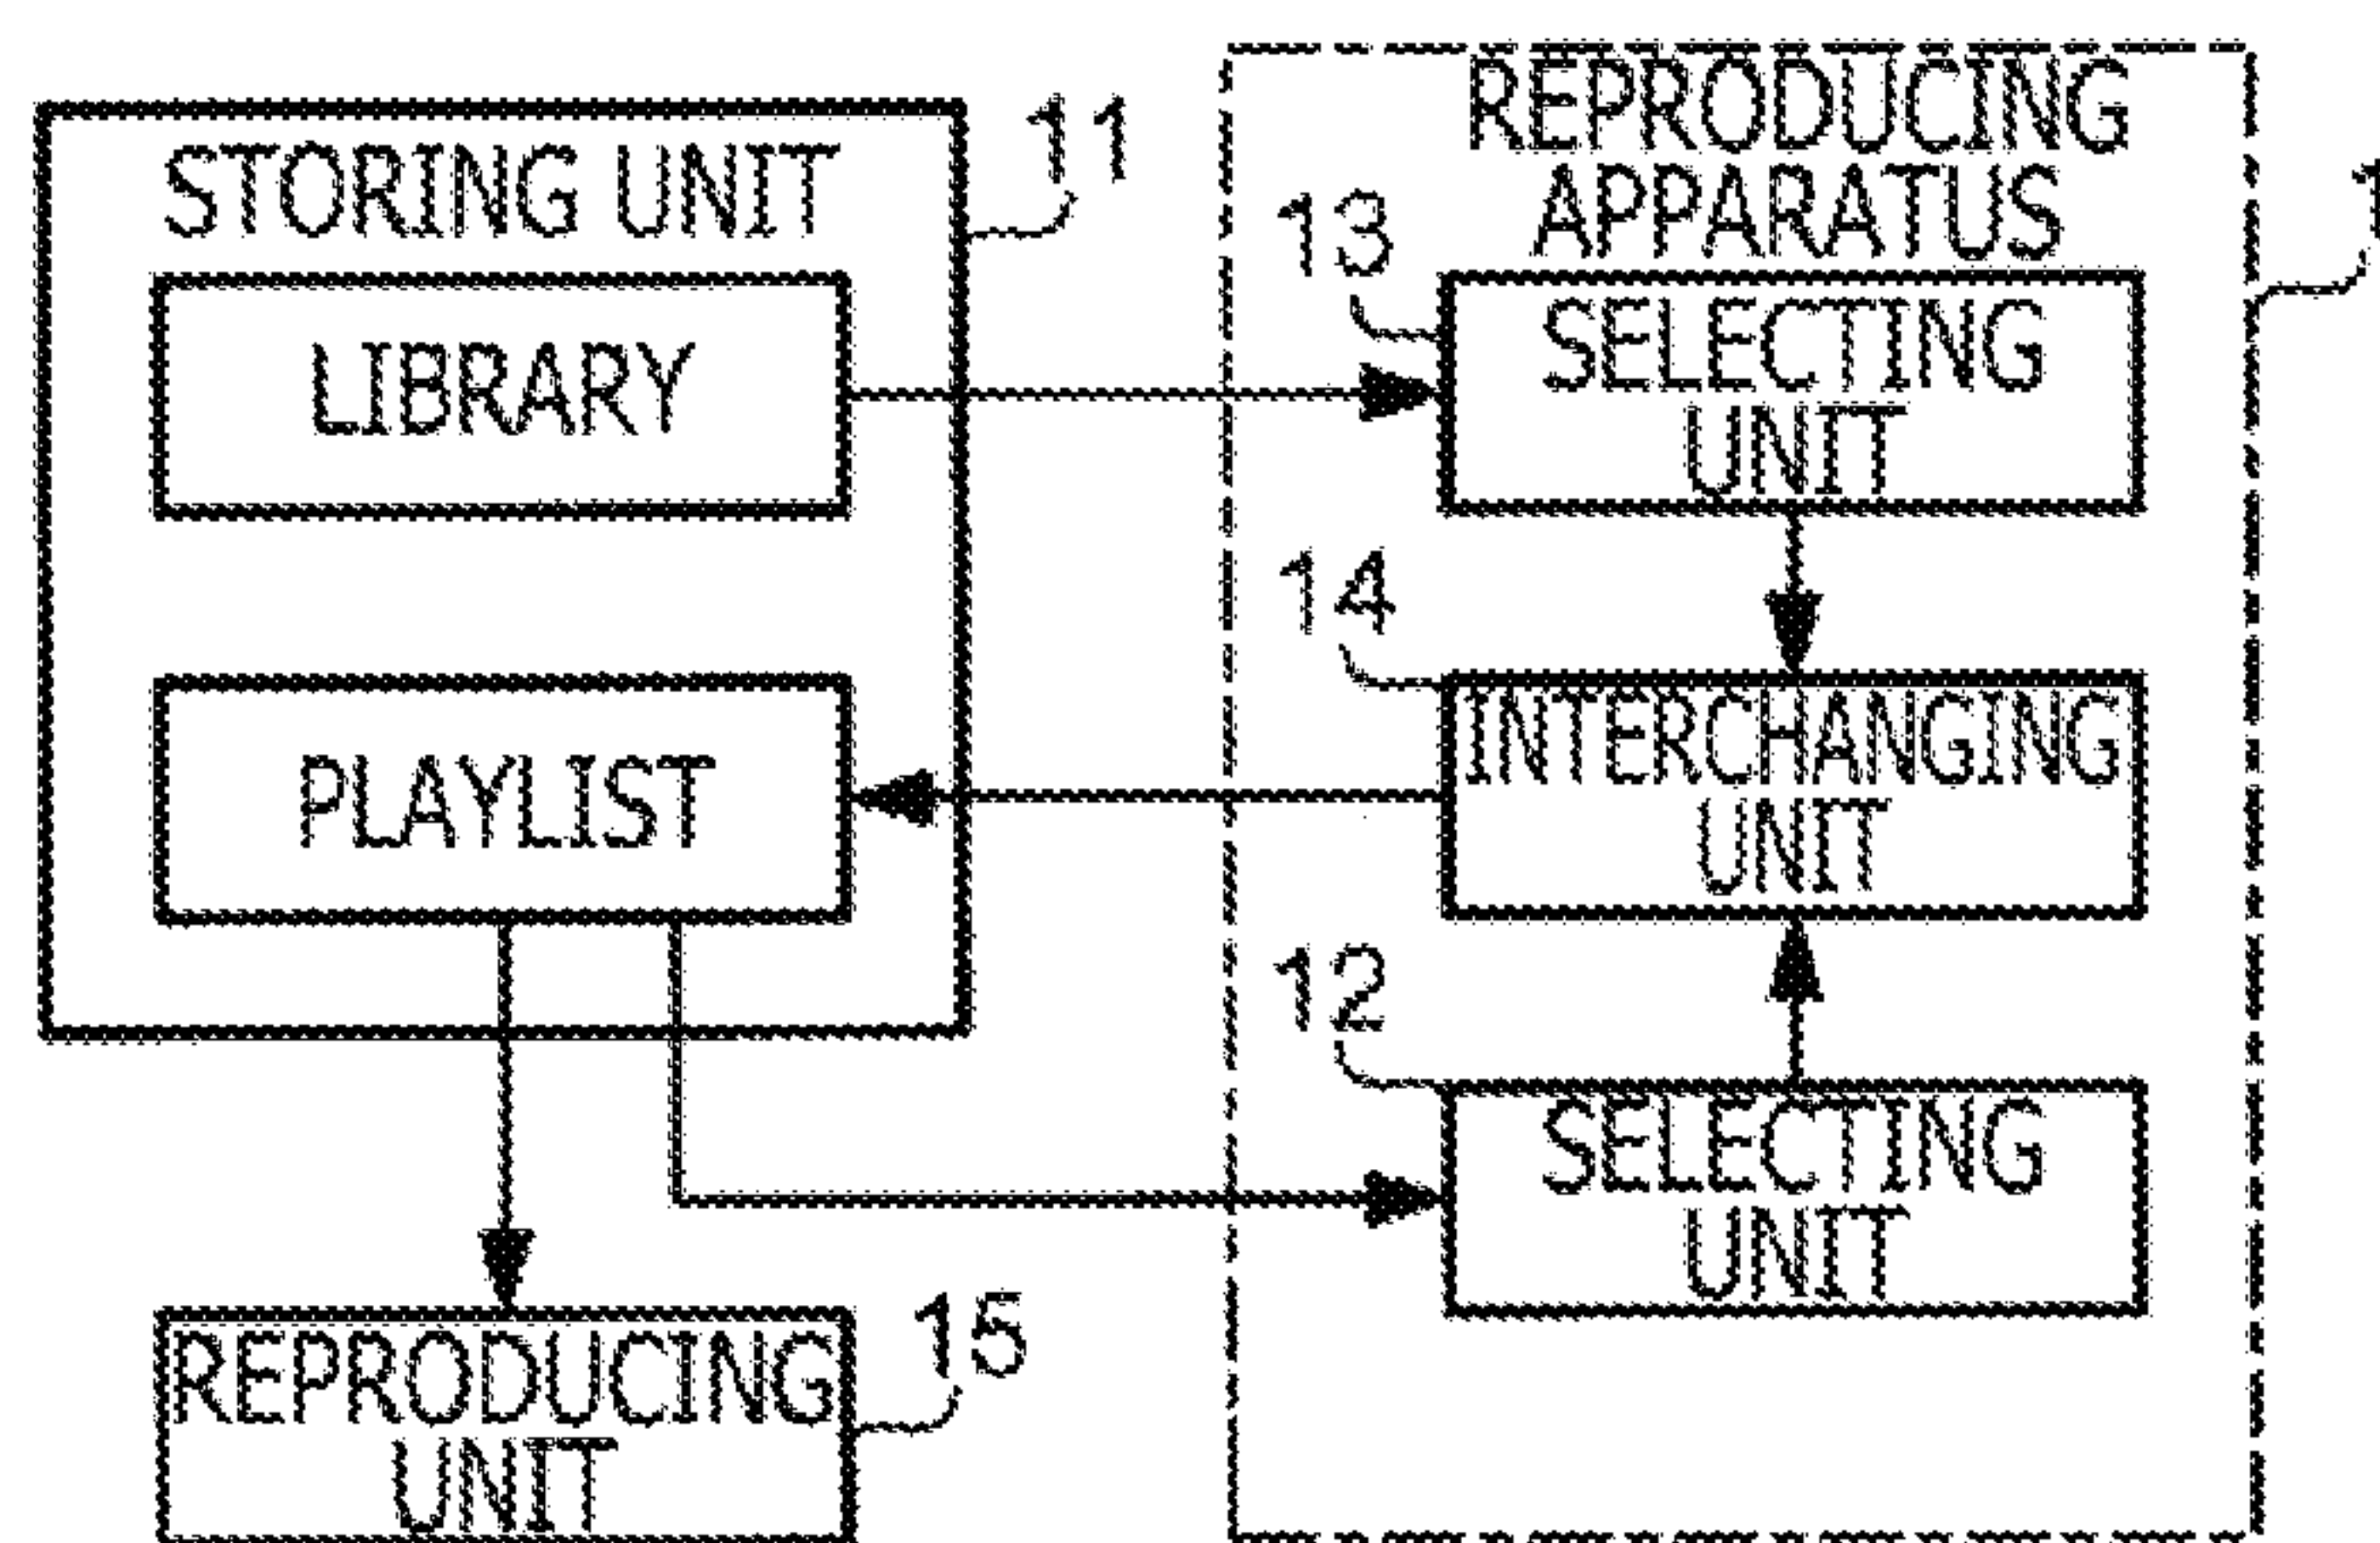 STORING UNIT
11
LIBRARY
PLAYLIST
REPRODUCING
UNIT
15
REPRODUCING
APPARATUS
1
13
SELECTING
UNIT
14
INTERCHANGING
UNIT
12
SELECTING
UNIT